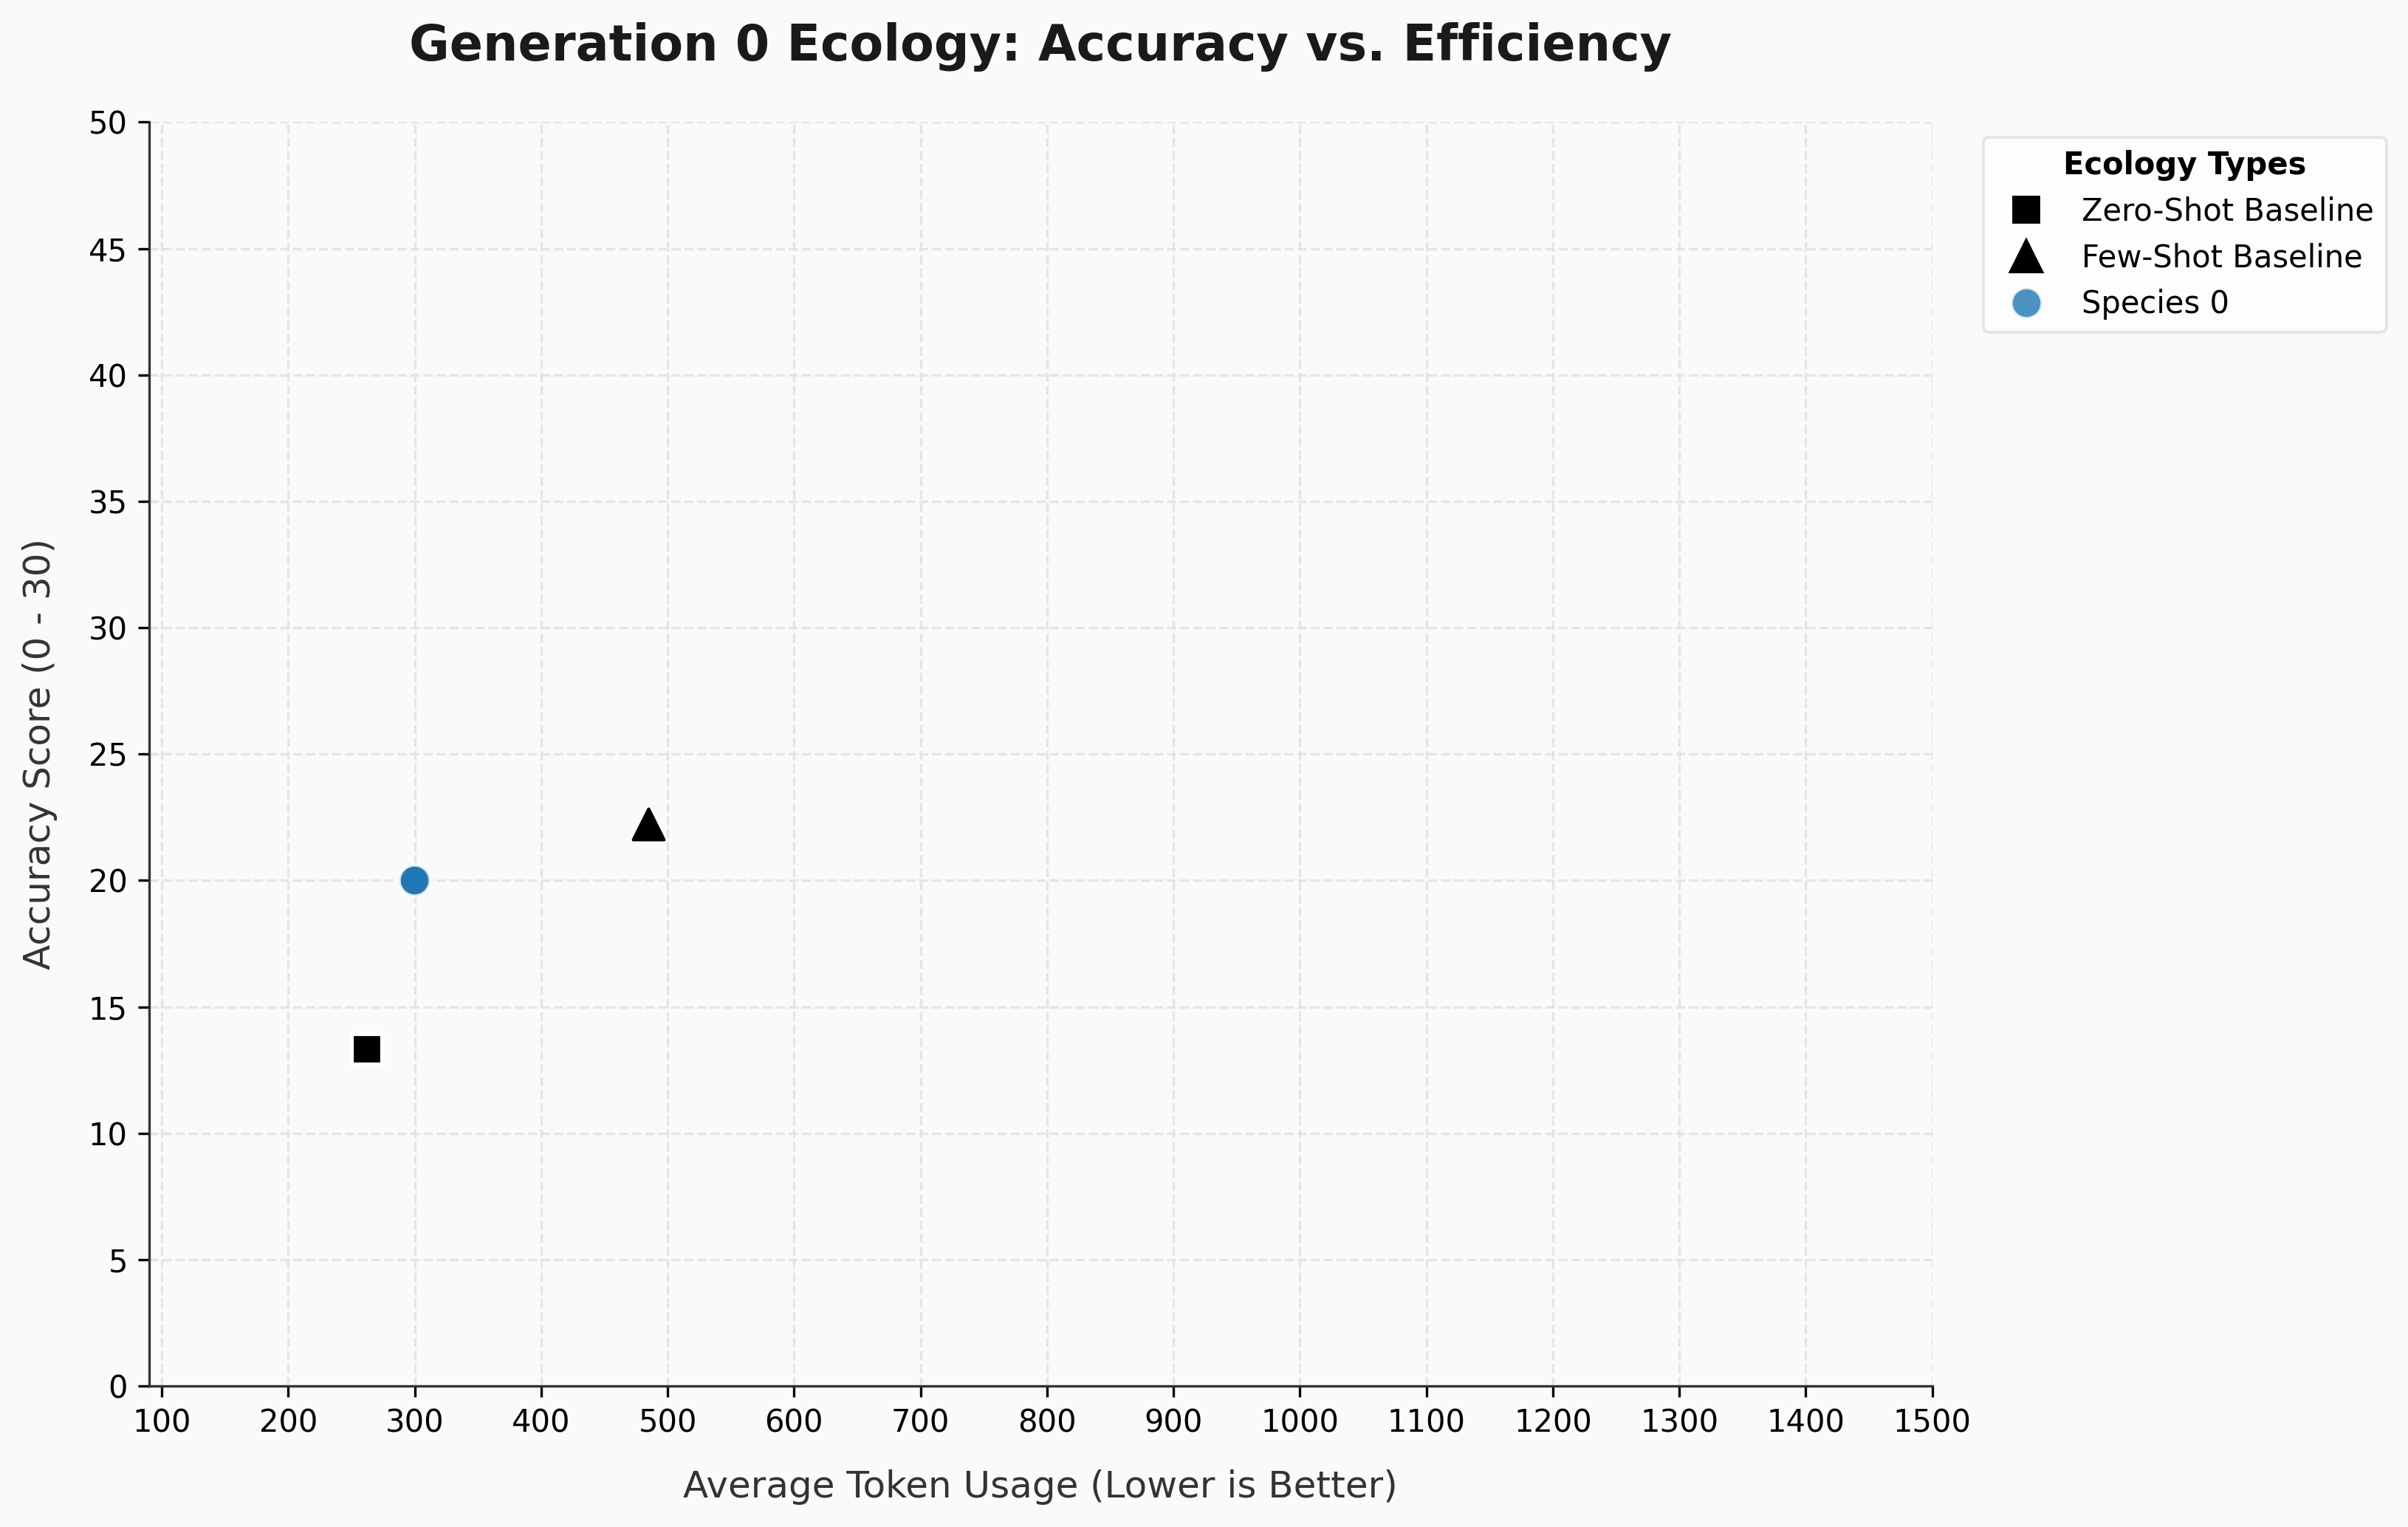 Generation 0 Ecology: Accuracy vs. Efficiency
50
45
40
35
30
25
20
15
10
5
0
Accuracy Score (0 - 30)
100 200 300 400 500 600 700 800 900 1000 1100 1200 1300 1400 1500
Average Token Usage (Lower is Better)
Ecology Types
Zero-Shot Baseline
Few-Shot Baseline
Species 0